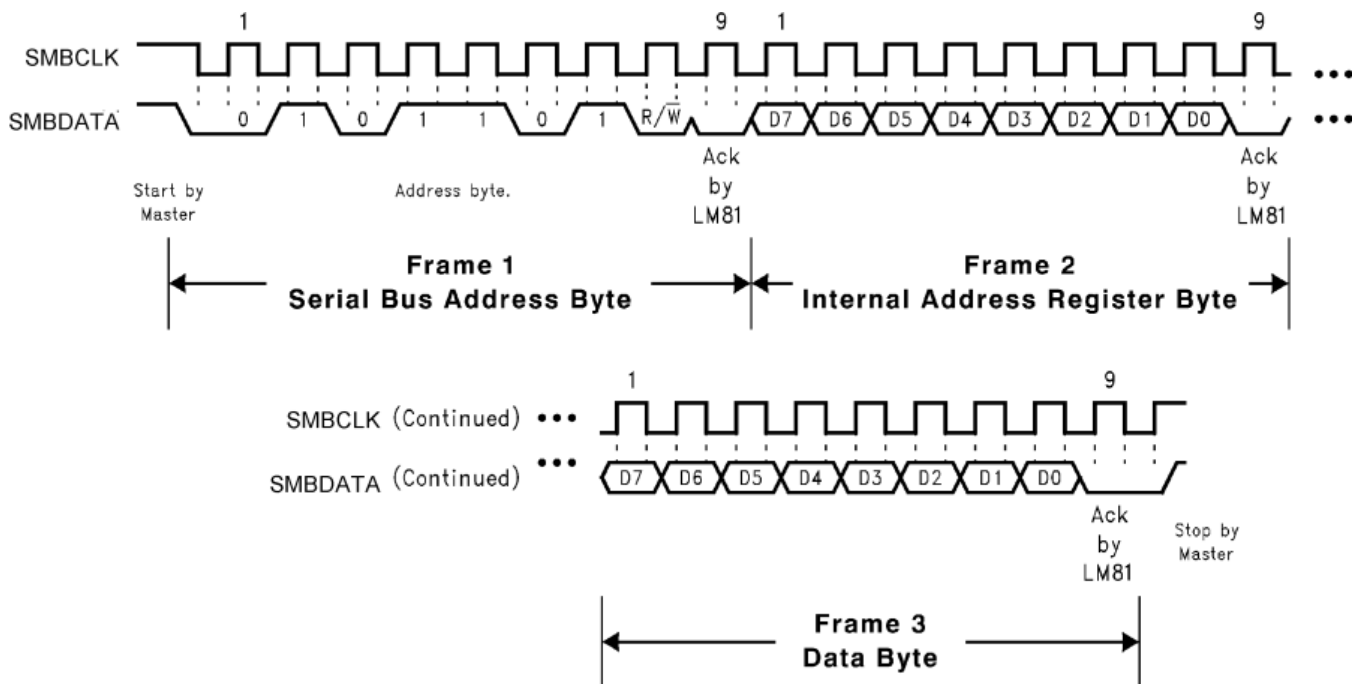 1 9 1 9
SMBCLK •••
SMBDATA 0 1 0 1 1 0 1 R/W̅ D7 D6 D5 D4 D3 D2 D1 D0 •••
Start by
Master
Address byte.
Ack
by
LM81
Ack
by
LM81
Frame 1
Serial Bus Address Byte
Frame 2
Internal Address Register Byte
1 9
SMBCLK (Continued) •••
SMBDATA (Continued) ••• D7 D6 D5 D4 D3 D2 D1 D0
Ack
by
LM81
Stop by
Master
Frame 3
Data Byte